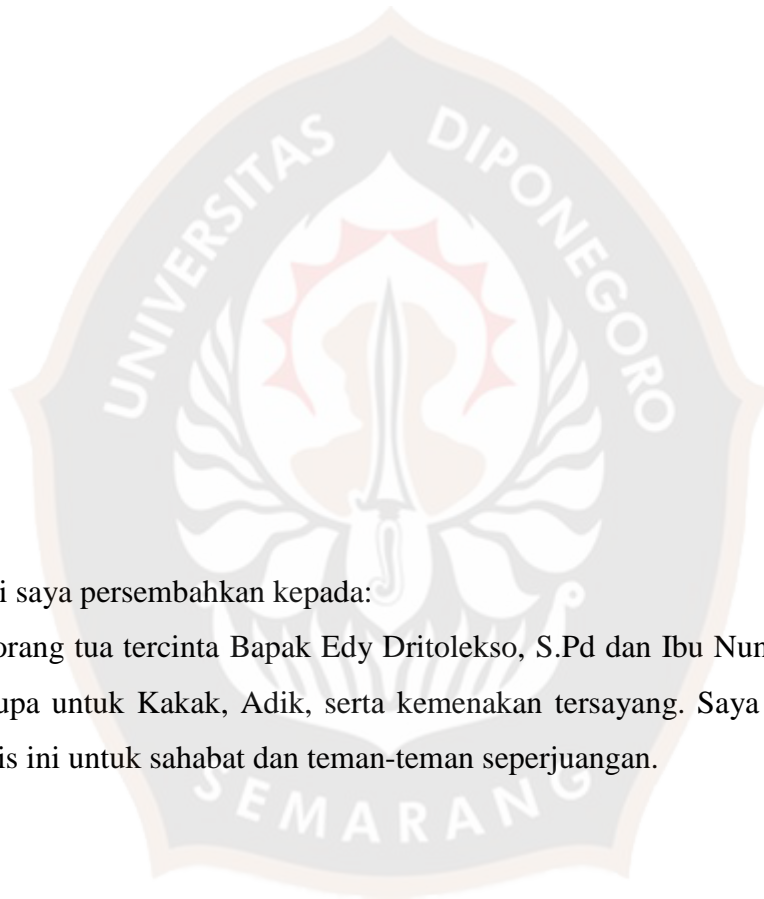 UNIVERSITAS DIPONEGORO
i saya persembahkan kepada:
orang tua tercinta Bapak Edy Dritolekso, S.Pd dan Ibu
upa untuk Kakak, Adik, serta kemenakan tersayang. Saya
is ini untuk sahabat dan teman-teman seperjuangan.
SEMARANG